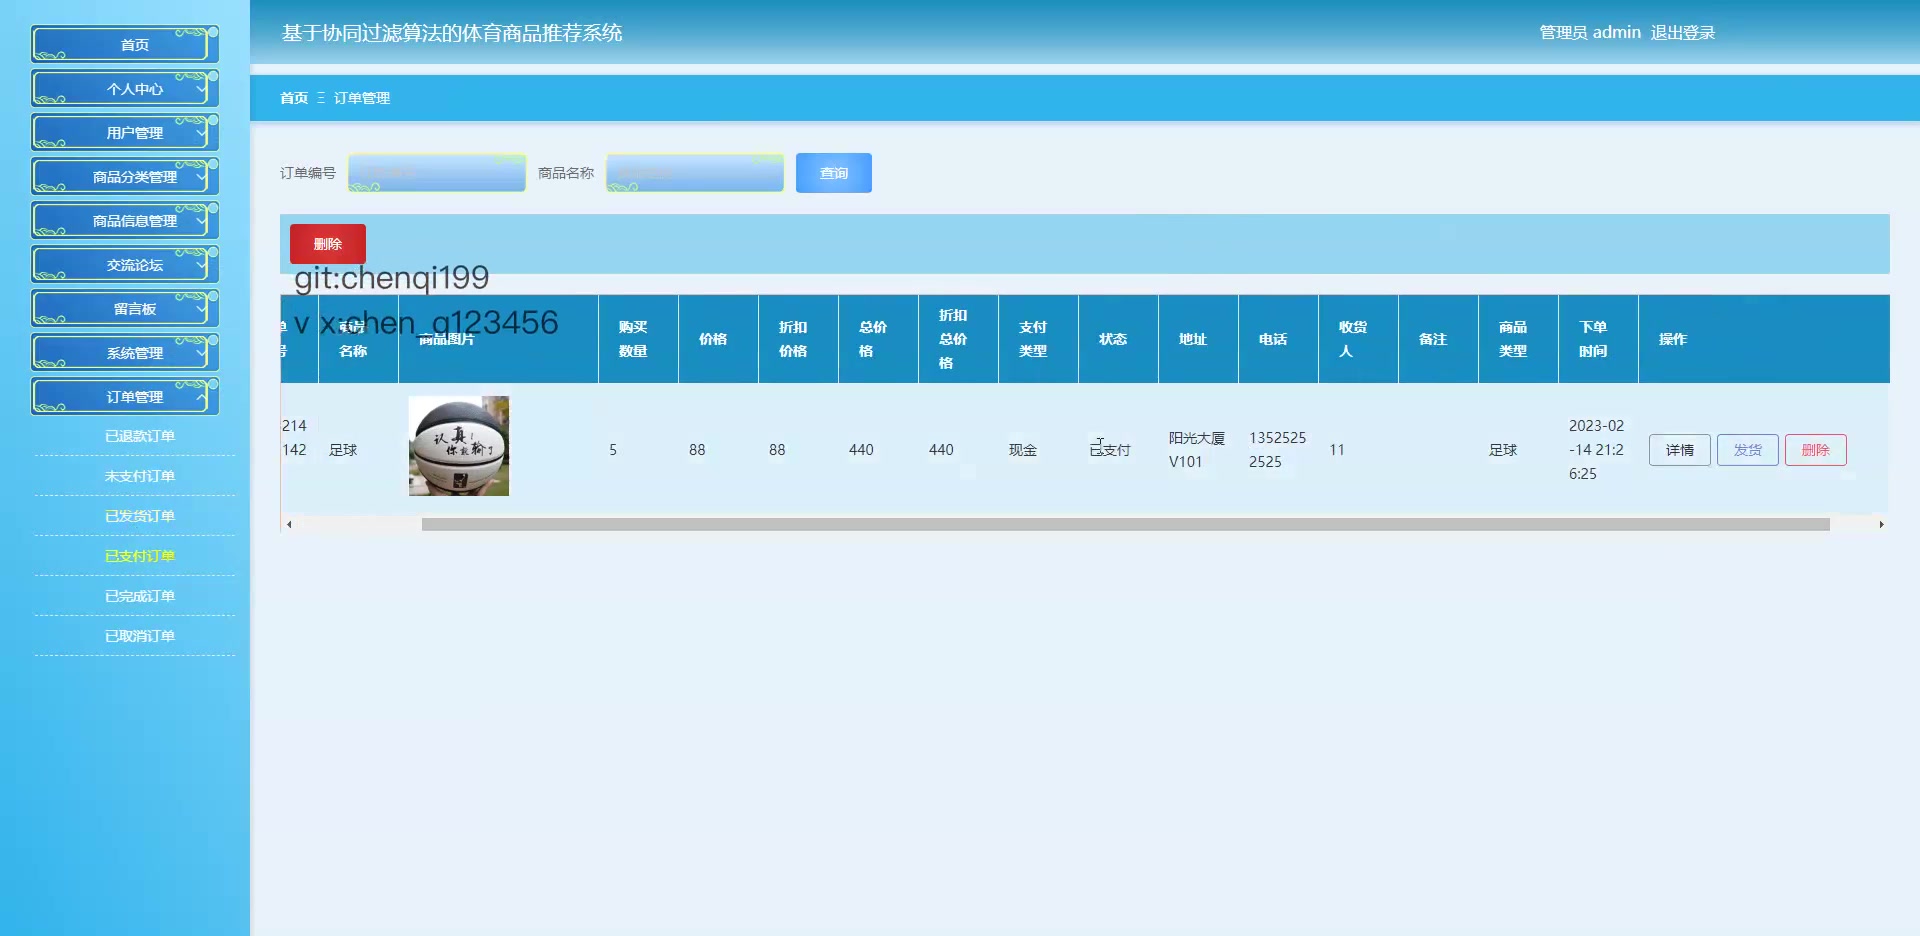 基于协同过滤算法的体育商品推荐系统
管理员 admin 退出登录
首页
个人中心
用户管理
商品分类管理
商品信息管理
交流论坛
留言板
系统管理
订单管理
已退款订单
未支付订单
已发货订单
已支付订单
已完成订单
已取消订单
首页 Ξ 订单管理
订单编号 商品名称 查询
删除
git:chenqi199
v x:chen_q123456
名称 商品图片 购买数量 价格 折扣价格 总价格 折扣总价格 支付类型 状态 地址 电话 收货人 备注 商品类型 下单时间 操作
214
142 足球 5 88 88 440 440 现金 已支付 阳光大厦V101 13525252525 11 足球 2023-02-14 21:26:25 详情 发货 删除
认真!
你就输了